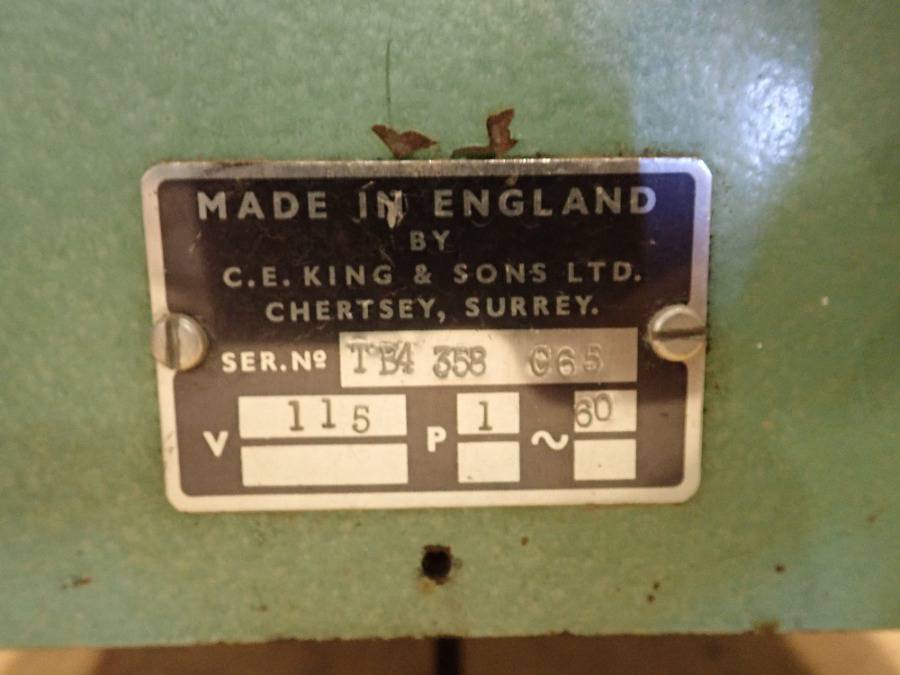 MADE IN ENGLAND
BY
C.E. KING & SONS LTD.
CHERTSEY, SURREY.
SER.Nº TB4 358 C65
V 115 P 1 ~ 60